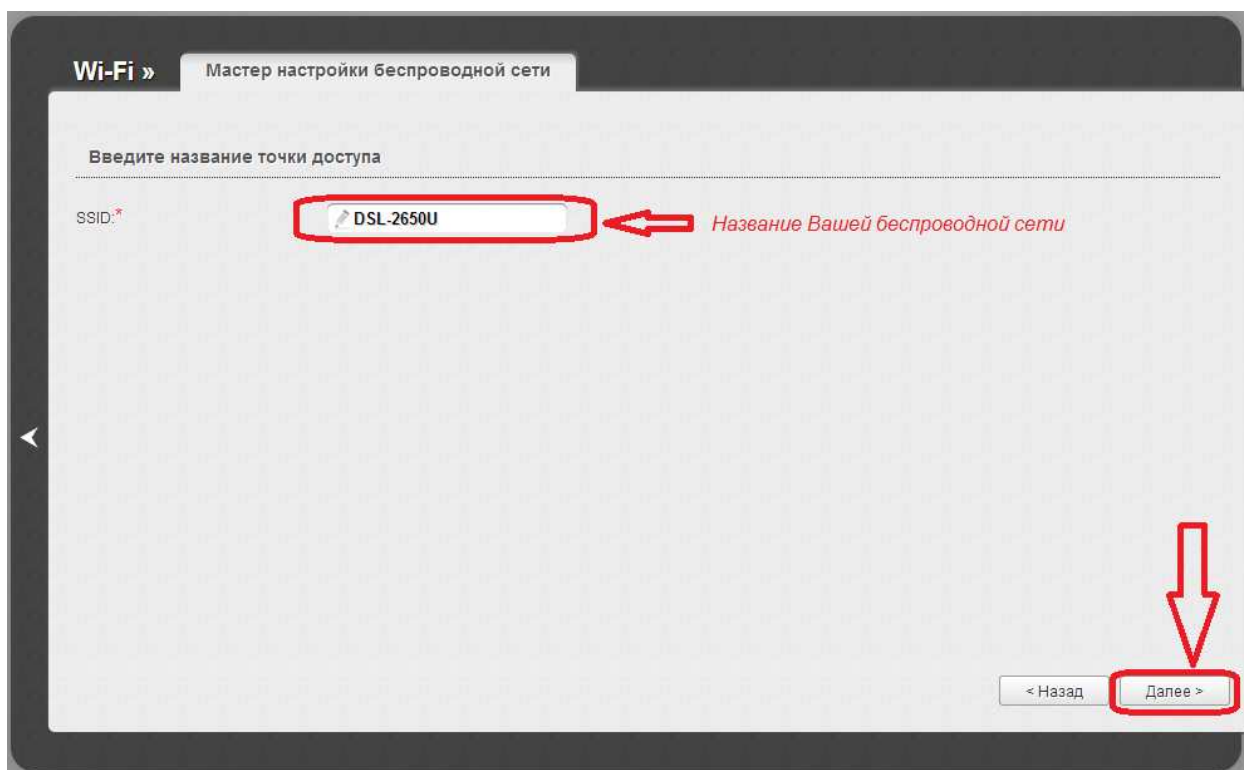 Wi-Fi » Мастер настройки беспроводной сети
Введите название точки доступа
SSID:* DSL-2650U Название Вашей беспроводной сети
< Назад Далее >